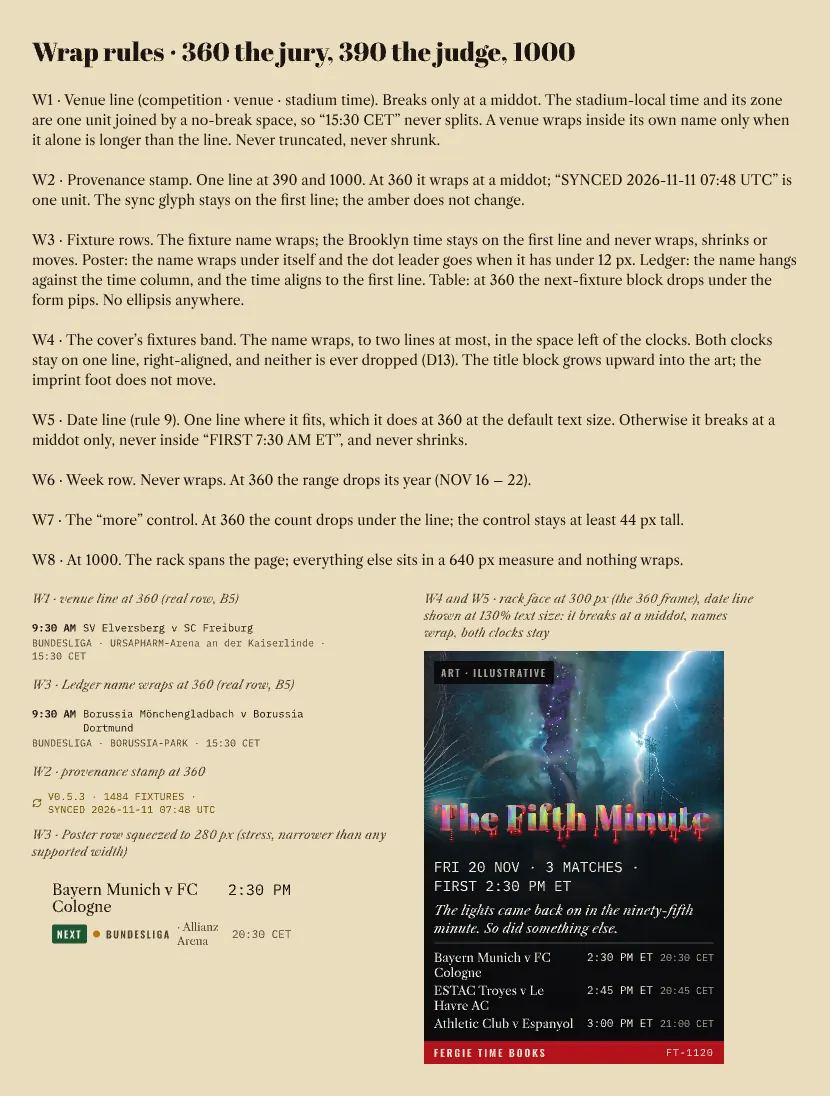 Wrap rules · 360 the jury, 390 the judge, 1000
W1 · Venue line (competition · venue · stadium time). Breaks only at a middot. The stadium-local time and its zone
are one unit joined by a no-break space, so “15:30 CET” never splits. A venue wraps inside its own name only when
it alone is longer than the line. Never truncated, never shrunk.
W2 · Provenance stamp. One line at 390 and 1000. At 360 it wraps at a middot; “SYNCED 2026-11-11 07:48 UTC” is
one unit. The sync glyph stays on the first line; the amber does not change.
W3 · Fixture rows. The fixture name wraps; the Brooklyn time stays on the first line and never wraps, shrinks or
moves. Poster: the name wraps under itself and the dot leader goes when it has under 12 px. Ledger: the name hangs
against the time column, and the time aligns to the first line. Table: at 360 the next-fixture block drops under the
form pips. No ellipsis anywhere.
W4 · The cover’s fixtures band. The name wraps, to two lines at most, in the space left of the clocks. Both clocks
stay on one line, right-aligned, and neither is ever dropped (D13). The title block grows upward into the art; the
imprint foot does not move.
W5 · Date line (rule 9). One line where it fits, which it does at 360 at the default text size. Otherwise it breaks at a
middot only, never inside “FIRST 7:30 AM ET”, and never shrinks.
W6 · Week row. Never wraps. At 360 the range drops its year (NOV 16 – 22).
W7 · The “more” control. At 360 the count drops under the line; the control stays at least 44 px tall.
W8 · At 1000. The rack spans the page; everything else sits in a 640 px measure and nothing wraps.
W1 · venue line at 360 (real row, B5)
9:30 AM SV Elversberg v SC Freiburg
BUNDESLIGA · URSAPHARM-Arena an der Kaiserlinde ·
15:30 CET
W3 · Ledger name wraps at 360 (real row, B5)
9:30 AM Borussia Mönchengladbach v Borussia
Dortmund
BUNDESLIGA · BORUSSIA-PARK · 15:30 CET
W2 · provenance stamp at 360
V0.5.3 · 1484 FIXTURES ·
SYNCED 2026-11-11 07:48 UTC
W3 · Poster row squeezed to 280 px (stress, narrower than any
supported width)
Bayern Munich v FC 2:30 PM
Cologne
NEXT BUNDESLIGA · Allianz 20:30 CET
Arena
W4 and W5 · rack face at 300 px (the 360 frame), date line
shown at 130% text size: it breaks at a middot, names
wrap, both clocks stay
ART · ILLUSTRATIVE
The Fifth Minute
FRI 20 NOV · 3 MATCHES ·
FIRST 2:30 PM ET
The lights came back on in the ninety-fifth
minute. So did something else.
Bayern Munich v FC 2:30 PM ET 20:30 CET
Cologne
ESTAC Troyes v Le 2:45 PM ET 20:45 CET
Havre AC
Athletic Club v Espanyol 3:00 PM ET 21:00 CET
FERGIE TIME BOOKS FT-1120